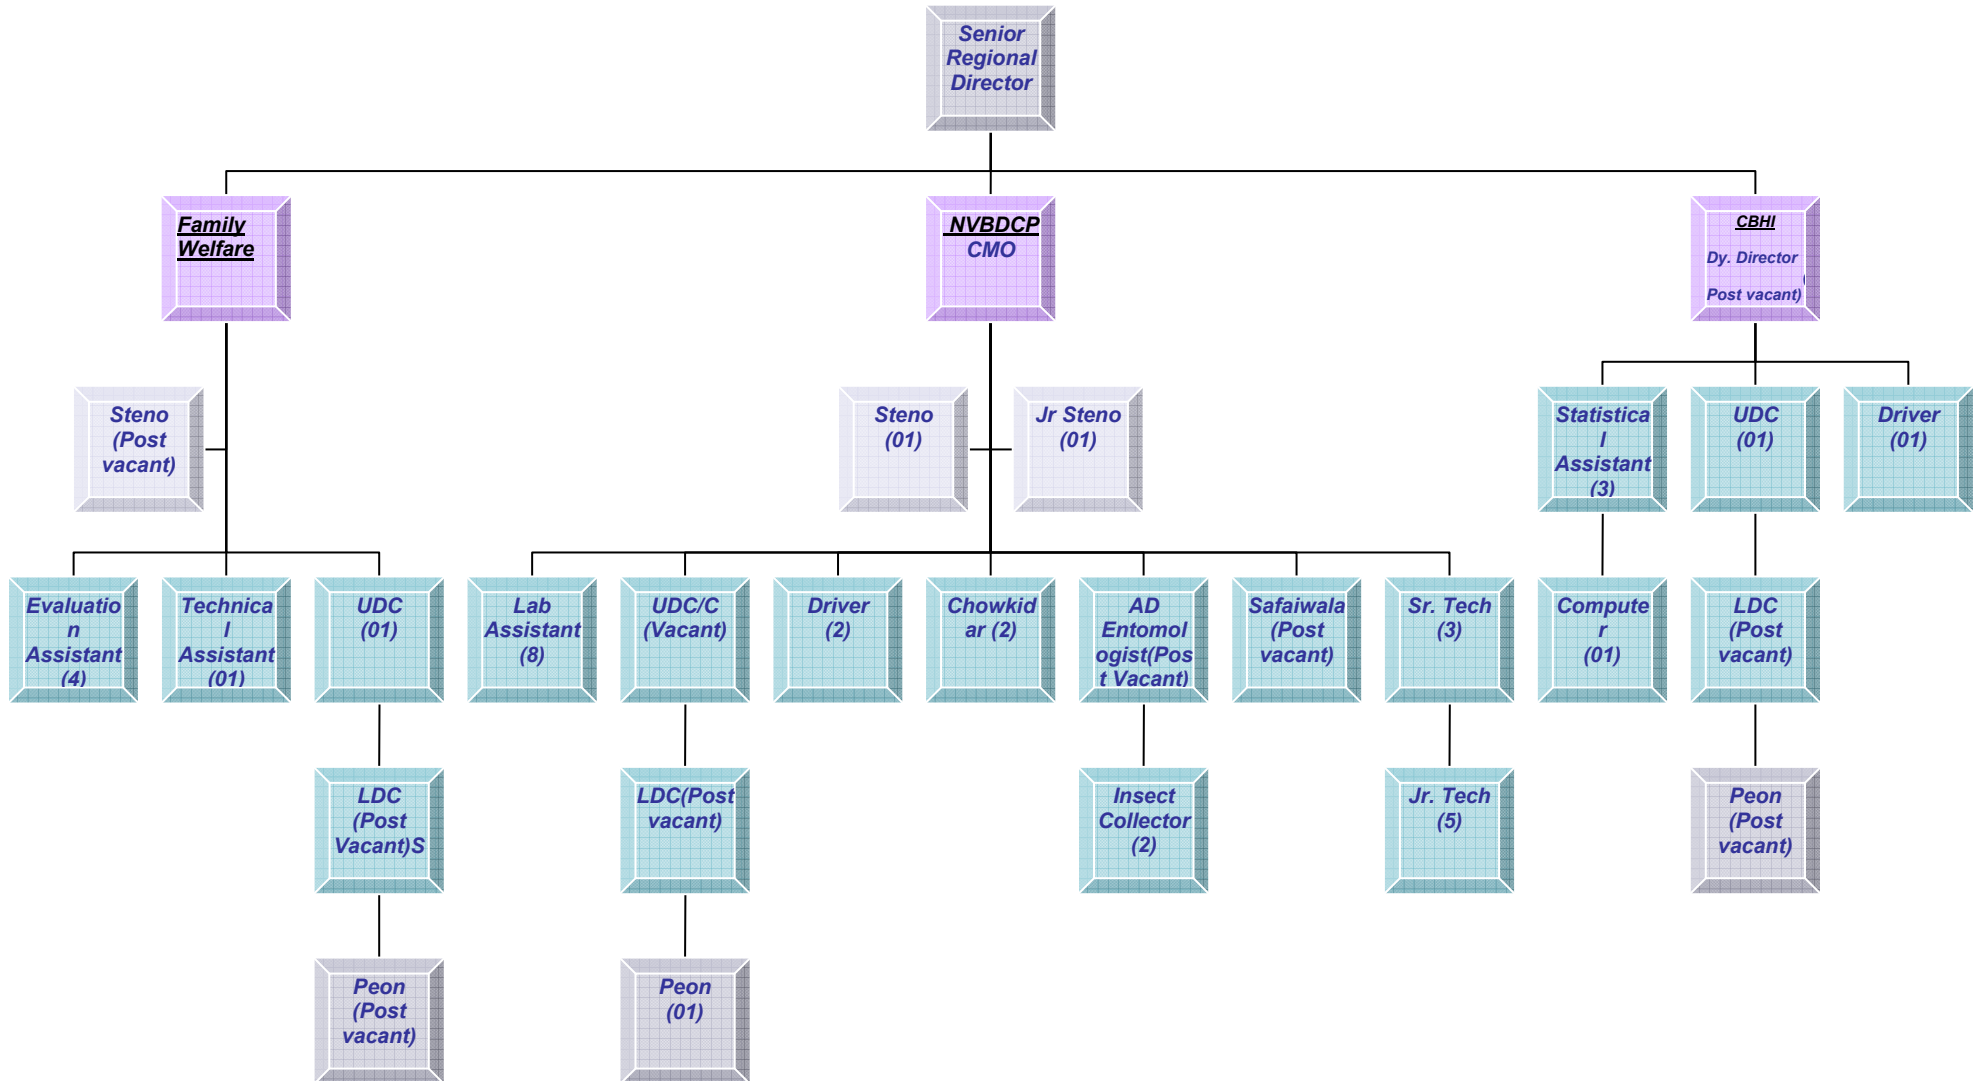 Senior
Regional
Director
Family
Welfare
NVBDCP
CMO
CBHI
Dy. Director
(
Post vacant)
Steno
(Post
vacant)
Steno
(01)
Jr Steno
(01)
Statistica
l
Assistant
(3)
UDC
(01)
Driver
(01)
Evaluatio
n
Assistant
(4)
Technica
l
Assistant
(01)
UDC
(01)
Lab
Assistant
(8)
UDC/C
(Vacant)
Driver
(2)
Chowkid
ar (2)
AD
Entomol
ogist(Pos
t Vacant)
Safaiwala
(Post
vacant)
Sr. Tech
(3)
Compute
r
(01)
LDC
(Post
vacant)
LDC
(Post
Vacant)S
LDC(Post
vacant)
Insect
Collector
(2)
Jr. Tech
(5)
Peon
(Post
vacant)
Peon
(Post
vacant)
Peon
(01)